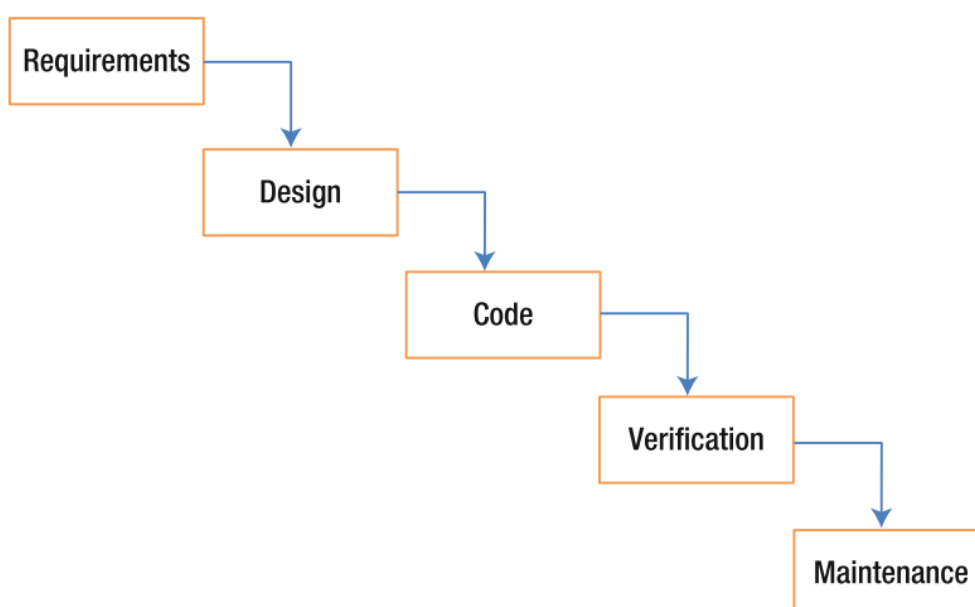 Requirements
Design
Code
Verification
Maintenance